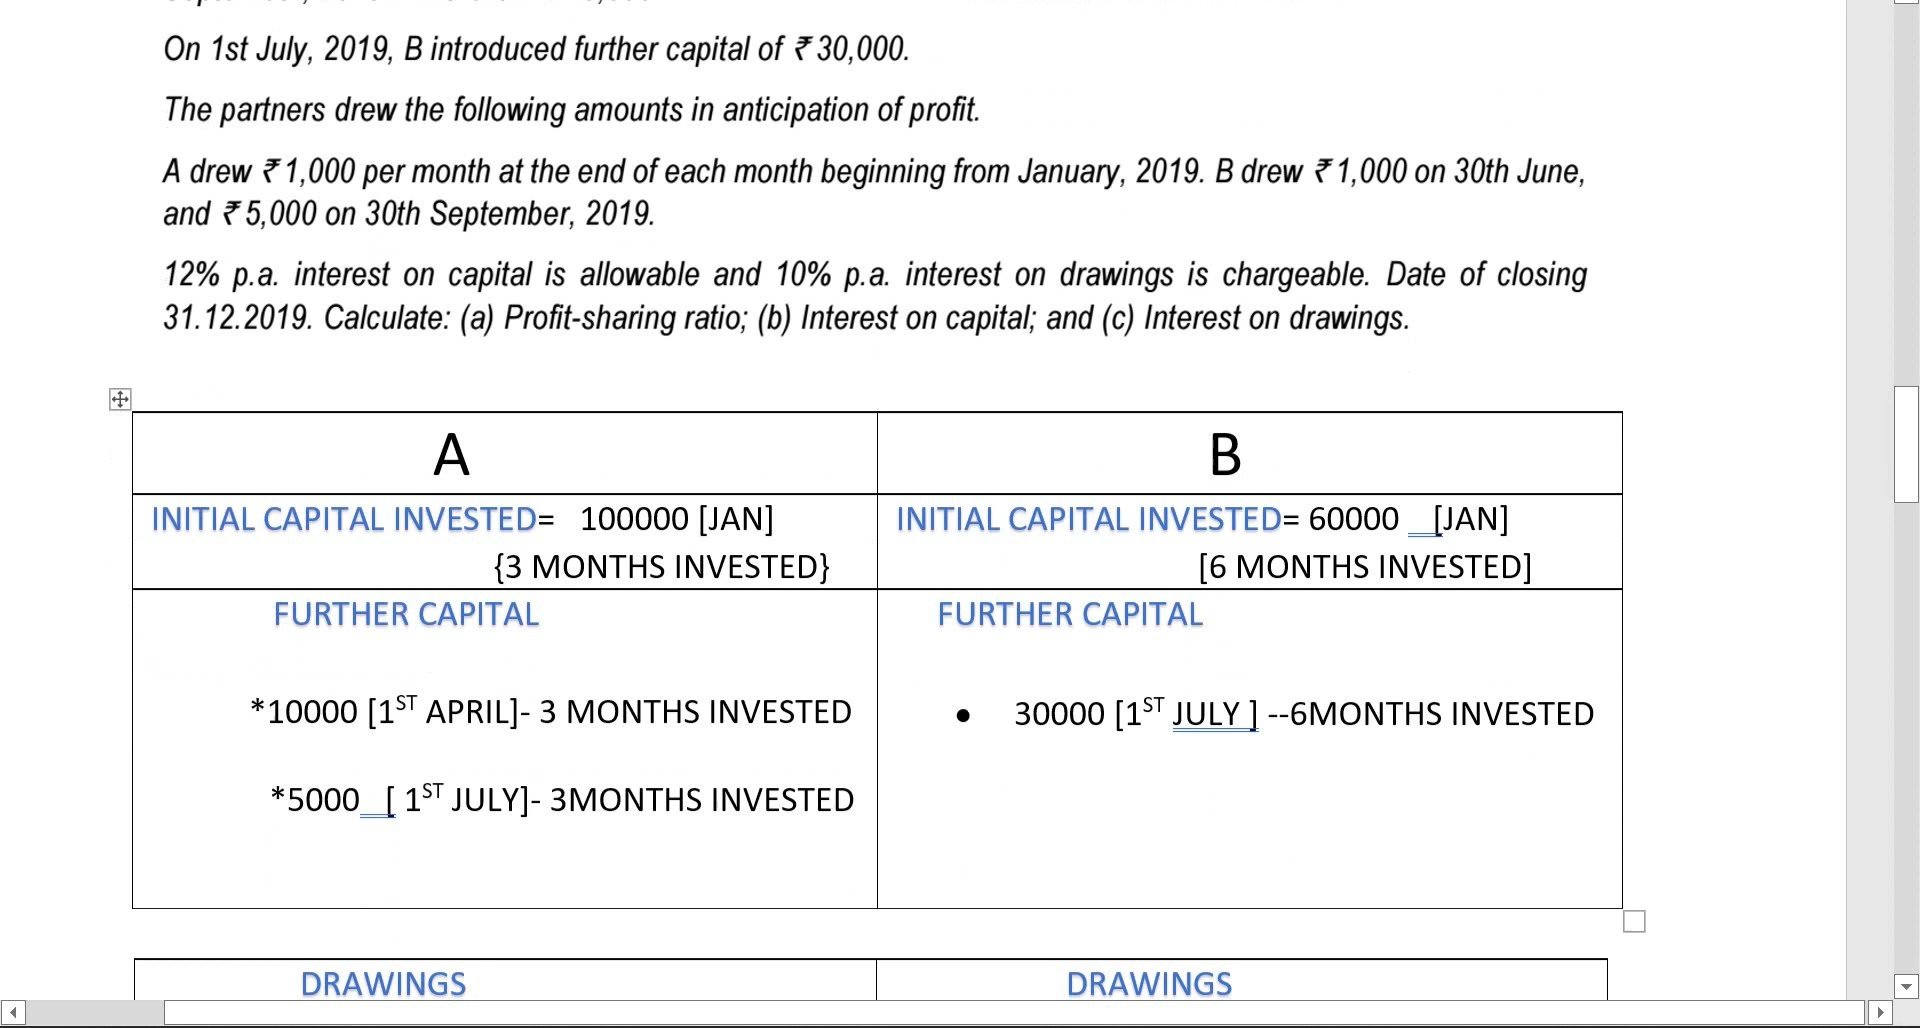 On 1st July, 2019, B introduced further capital of ₹ 30,000.
The partners drew the following amounts in anticipation of profit.
A drew ₹ 1,000 per month at the end of each month beginning from January, 2019. B drew ₹ 1,000 on 30th June,
and ₹ 5,000 on 30th September, 2019.
12% p.a. interest on capital is allowable and 10% p.a. interest on drawings is chargeable. Date of closing
31.12.2019. Calculate: (a) Profit-sharing ratio; (b) Interest on capital; and (c) Interest on drawings.
A
B
INITIAL CAPITAL INVESTED= 100000 [JAN]
{3 MONTHS INVESTED}
INITIAL CAPITAL INVESTED= 60000 [JAN]
[6 MONTHS INVESTED]
FURTHER CAPITAL
*10000 [1ST APRIL]- 3 MONTHS INVESTED
*5000 [ 1ST JULY]- 3MONTHS INVESTED
FURTHER CAPITAL
• 30000 [1ST JULY ] --6MONTHS INVESTED
DRAWINGS
DRAWINGS